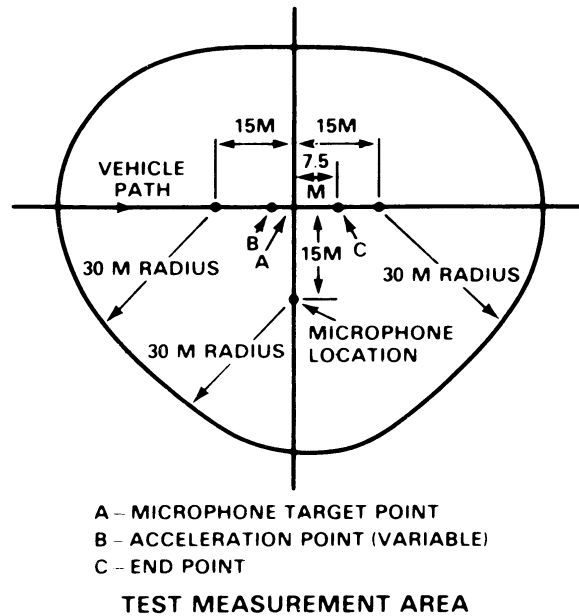 15M 15M
7.5
M
VEHICLE
PATH
B
A
15M
C
30 M RADIUS
30 M RADIUS
30 M RADIUS
MICROPHONE
LOCATION
A – MICROPHONE TARGET POINT
B – ACCELERATION POINT (VARIABLE)
C – END POINT
TEST MEASUREMENT AREA